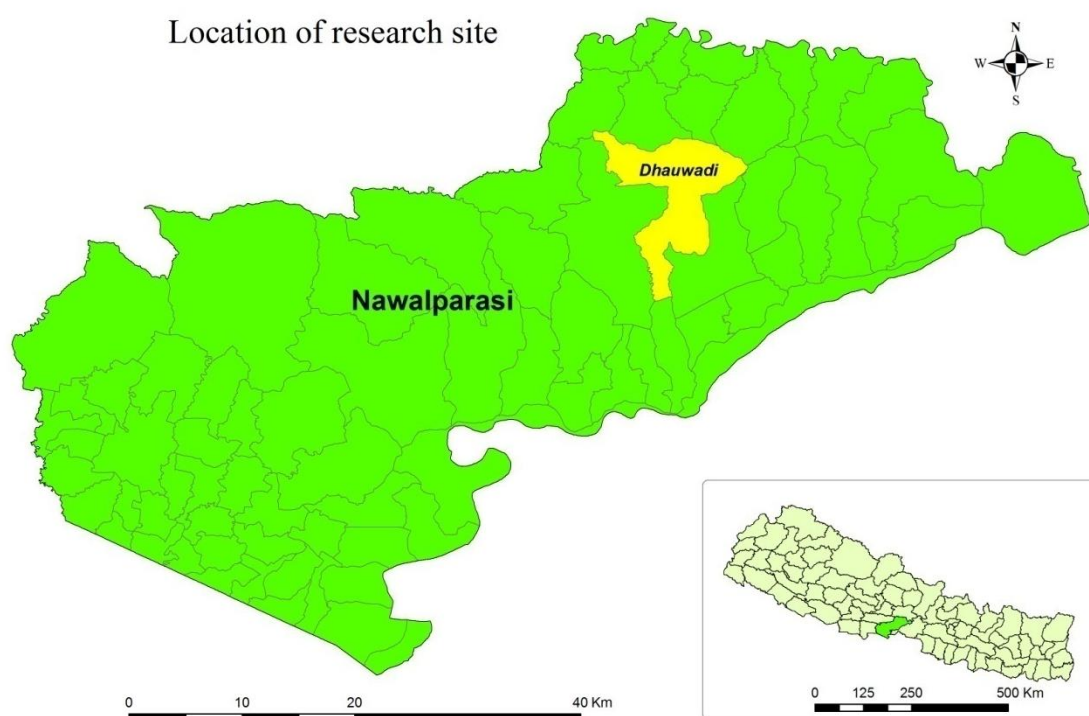 Location of research site
N
W E
S
Dhauwadi
Nawalparasi
0 10 20 40 Km
0 125 250 500 Km